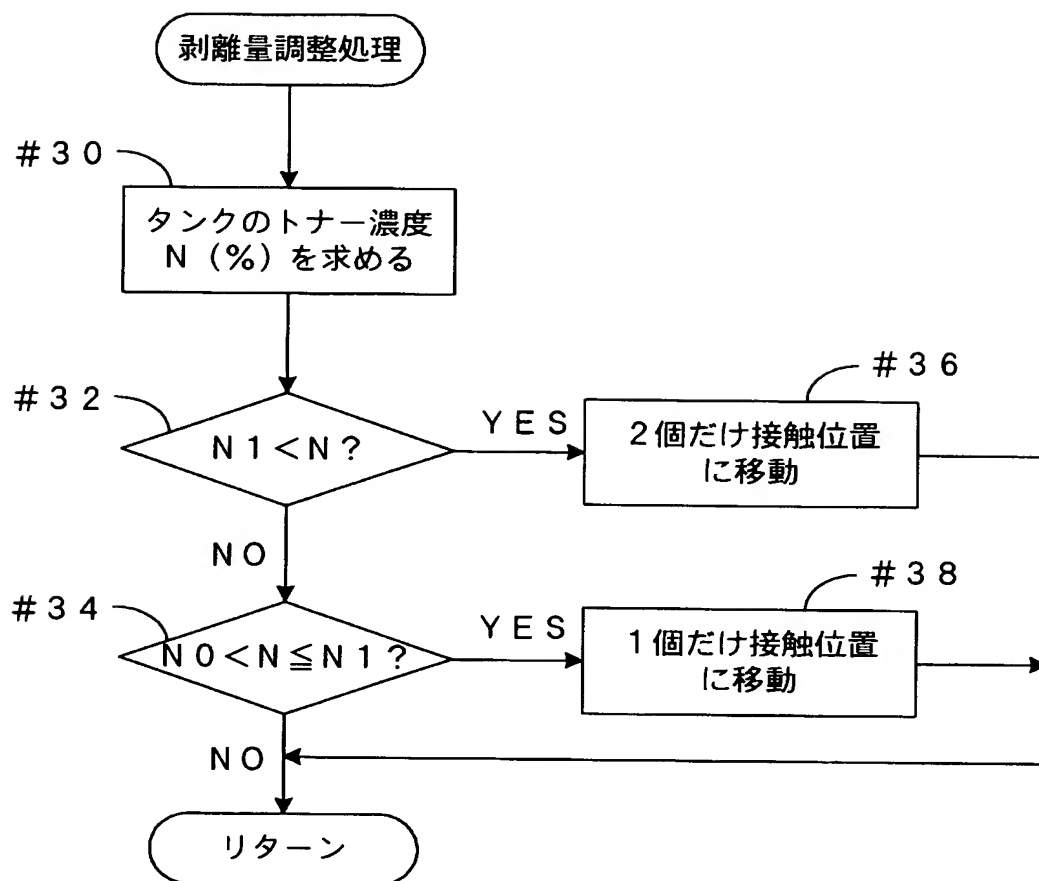 剥離量調整処理
#30
タンクのトナー濃度
N(%)を求める
#32
N1<N?
YES
#36
2個だけ接触位置
に移動
NO
#34
N0<N≦N1?
YES
#38
1個だけ接触位置
に移動
NO
リターン